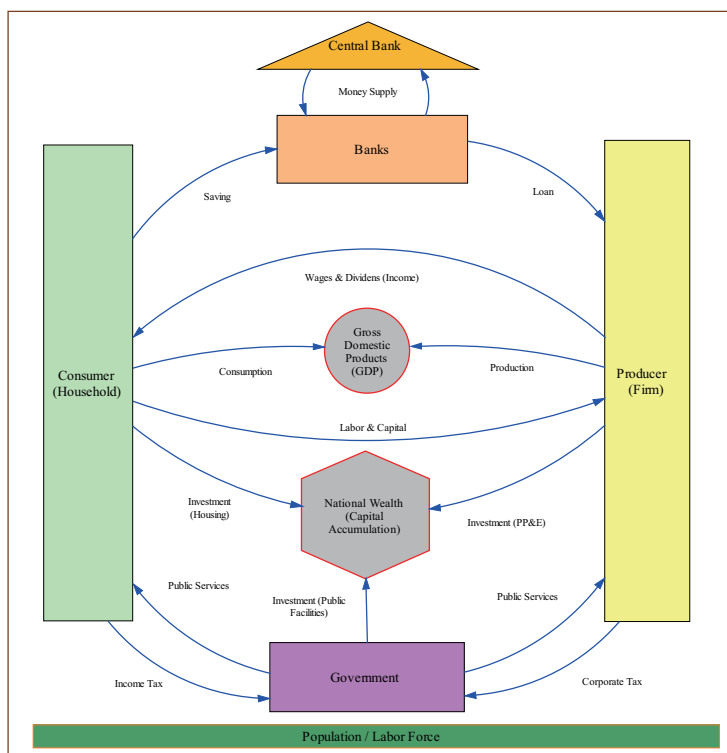 Central Bank
Money Supply
Banks
Saving
Loan
Wages & Dividens (Income)
Gross
Domestic
Products
(GDP)
Consumption
Production
Consumer
(Household)
Producer
(Firm)
Labor & Capital
National Wealth
(Capital
Accumulation)
Investment
(Housing)
Investment (PP&E)
Public Services
Investment (Public
Facilities)
Public Services
Government
Income Tax
Corporate Tax
Population / Labor Force